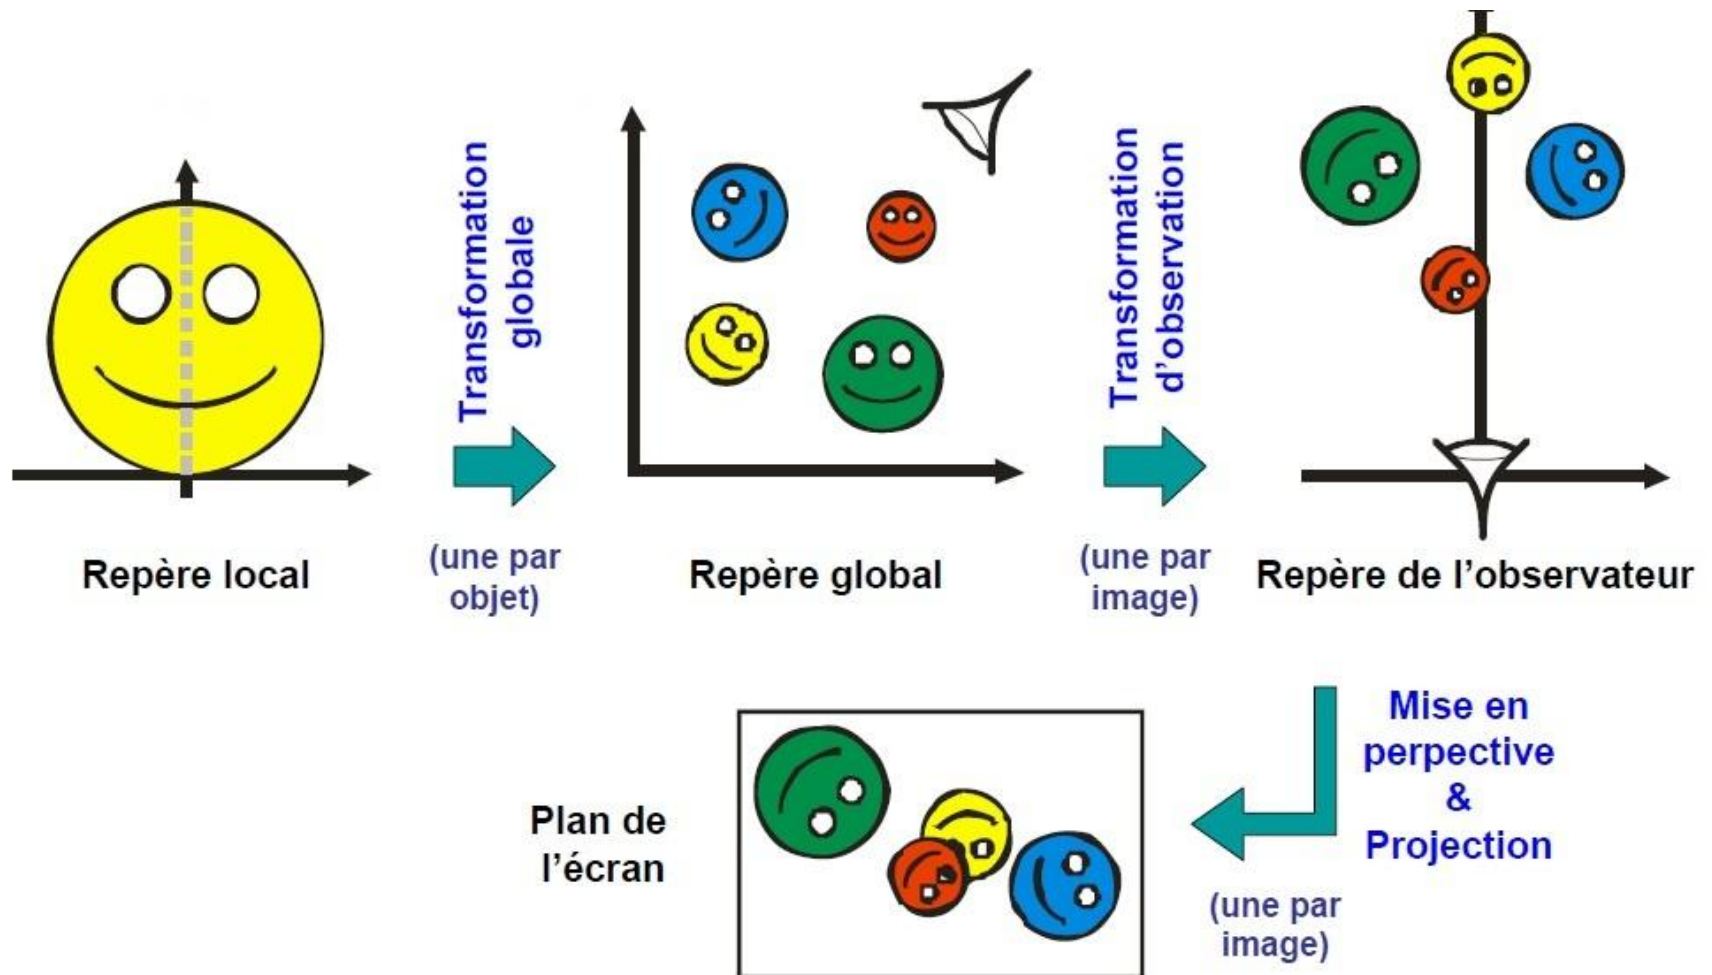 Transformation
globale
(une par
objet)
Transformation
d'observation
(une par
image)
Repère local
Repère global
Repère de l'observateur
Mise en
perpective
&
Projection
(une par
image)
Plan de
l'écran